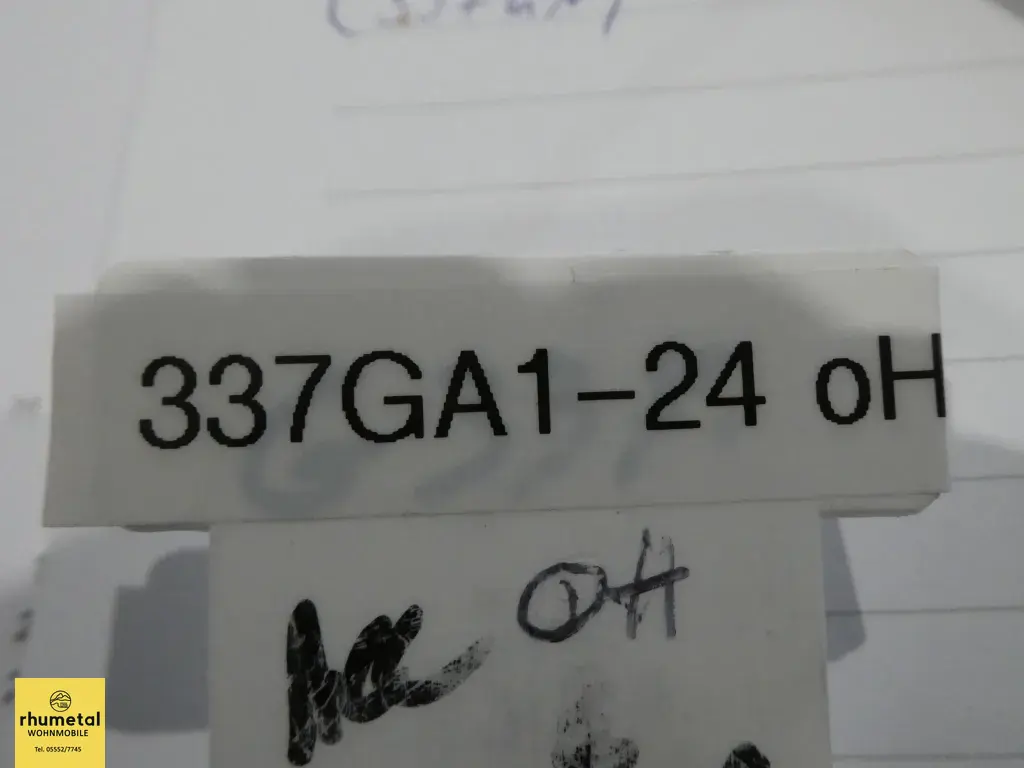 337GA1-24 oH
OH
rhumetal
WOHNMOBILE
Tel. 05552/7745